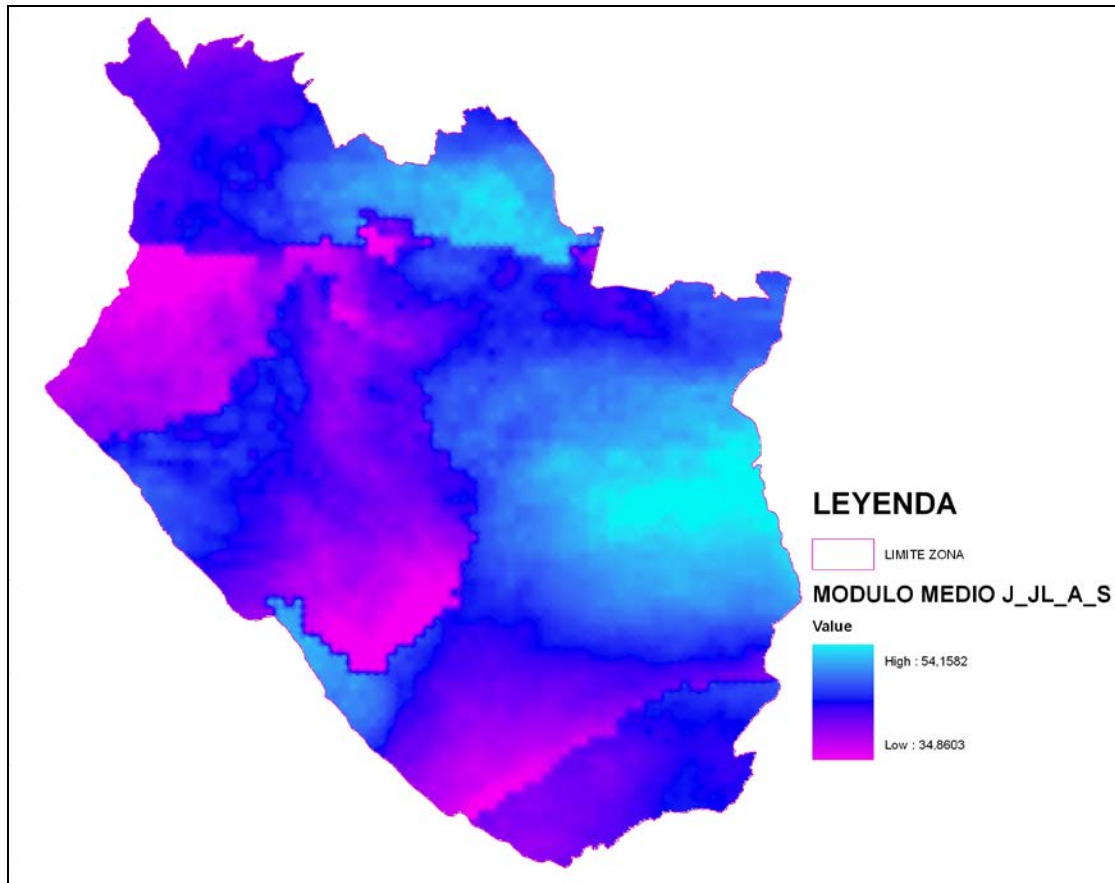 LEYENDA
LIMITE ZONA
MODULO MEDIO J_JL_A_S
Value
High : 54,1582
Low : 34,8603